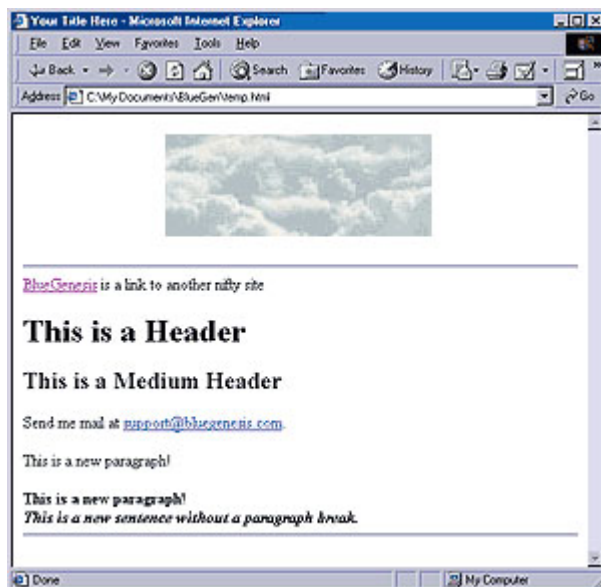 Your Title Here - Microsoft Internet Explorer
File Edit View Favorites Tools Help
Back Search Favorites History
Address C:\My Documents\BlueGen\temp.html Go
BlueGenesis is a link to another nifty site
This is a Header
This is a Medium Header
Send me mail at support@bluegenesis.com.
This is a new paragraph!
This is a new paragraph!
This is a new sentence without a paragraph break.
Done My Computer